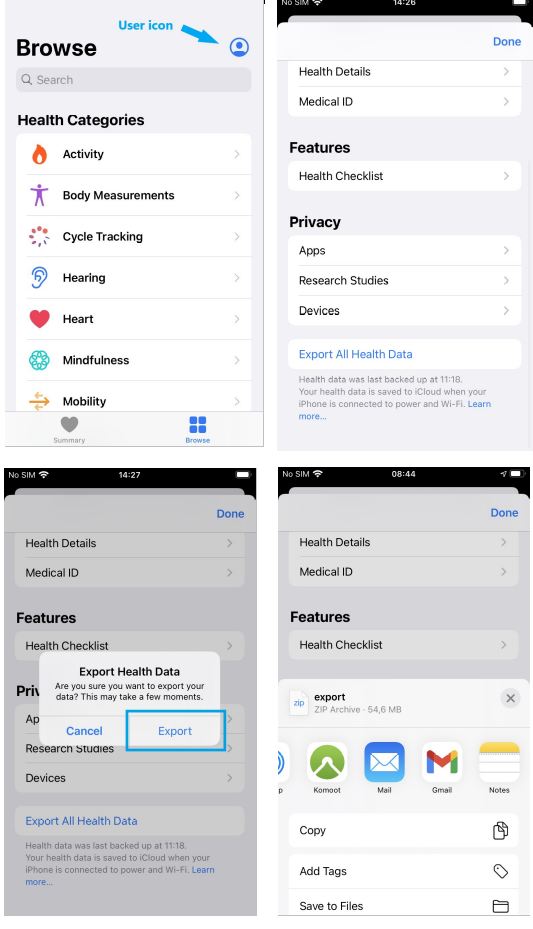 User icon
Browse
Search
Health Categories
Activity
Body Measurements
Cycle Tracking
Hearing
Heart
Mindfulness
Mobility
Summary
Browse
No SIM 14:26
Done
Health Details
Medical ID
Features
Health Checklist
Privacy
Apps
Research Studies
Devices
Export All Health Data
Health data was last backed up at 11:18.
Your health data is saved to iCloud when your
iPhone is connected to power and Wi-Fi. Learn
more...
No SIM 14:27
Done
Health Details
Medical ID
Features
Health Checklist
Export Health Data
Are you sure you want to export your
data? This may take a few moments.
Cancel Export
Priv
Ap
Research Studies
Devices
Export All Health Data
Health data was last backed up at 11:18.
Your health data is saved to iCloud when your
iPhone is connected to power and Wi-Fi. Learn
more...
No SIM 08:44
Done
Health Details
Medical ID
Features
Health Checklist
zip
export
ZIP Archive · 54,6 MB
p Komoot Mail Gmail Notes
Copy
Add Tags
Save to Files